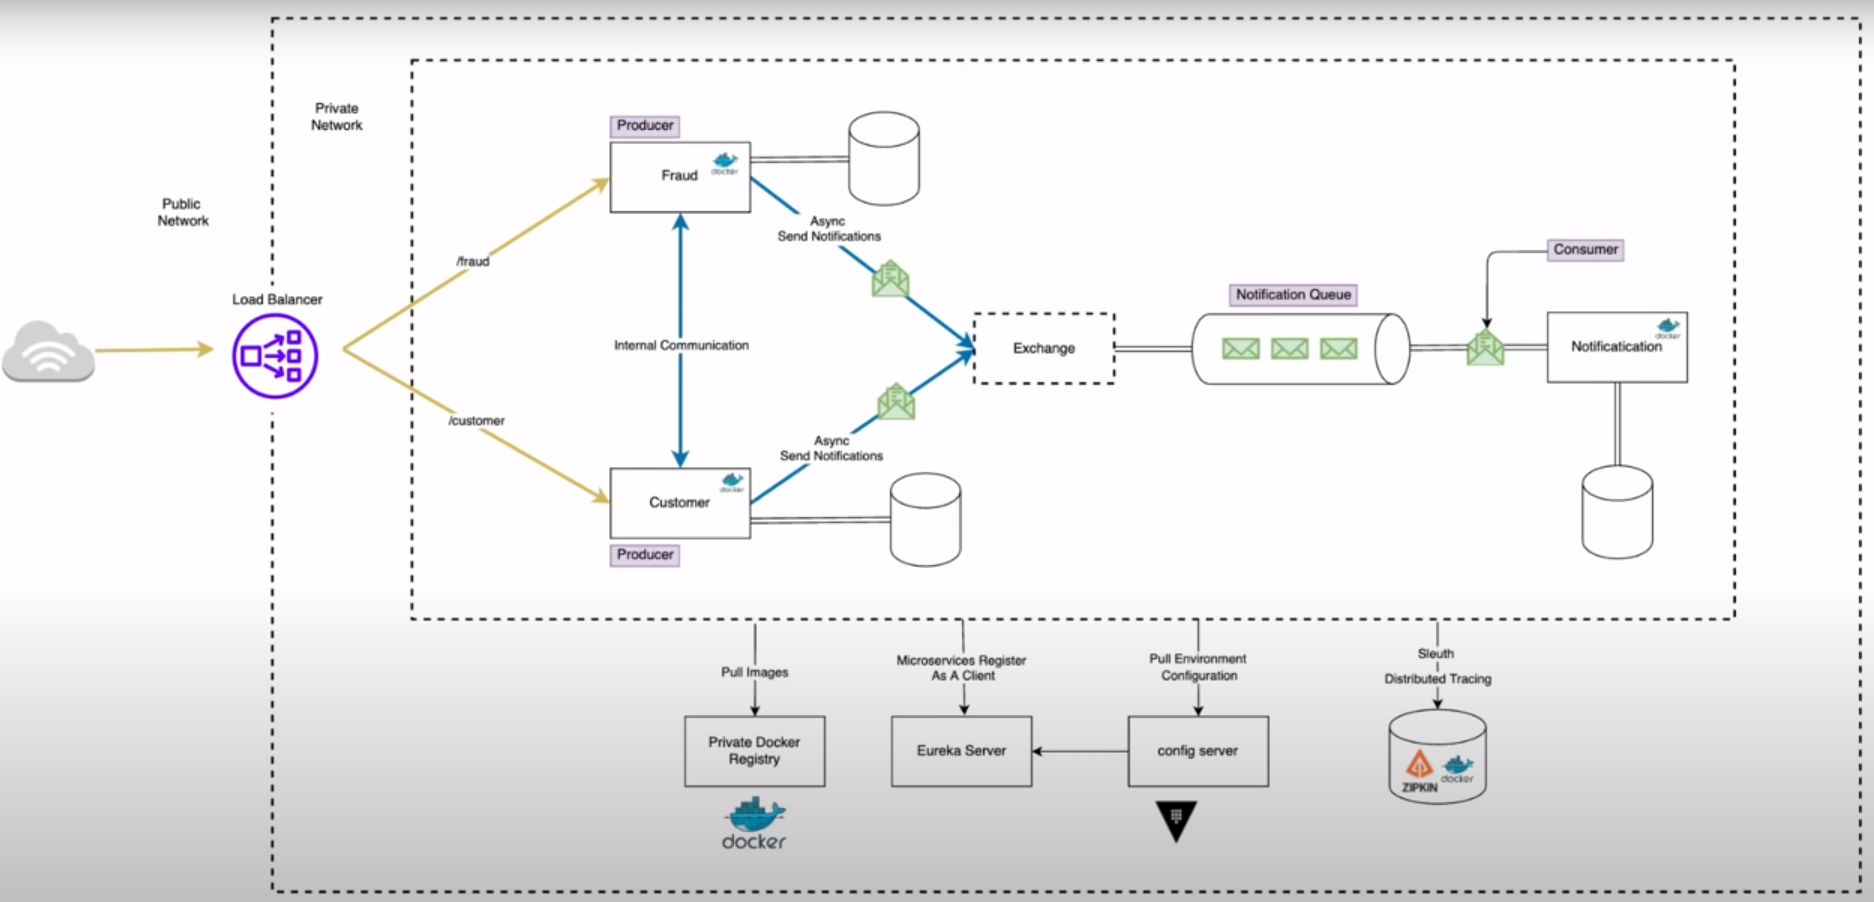 Private
Network
Public
Network
Load Balancer
/fraud
/customer
Producer
Fraud
docker
Async
Send Notifications
Internal Communication
Async
Send Notifications
Customer
docker
Producer
Exchange
Notification Queue
Consumer
Notificatication
docker
Pull Images
Microservices Register
As A Client
Pull Environment
Configuration
Sleuth
Distributed Tracing
Private Docker
Registry
docker
Eureka Server
config server
ZIPKIN
docker